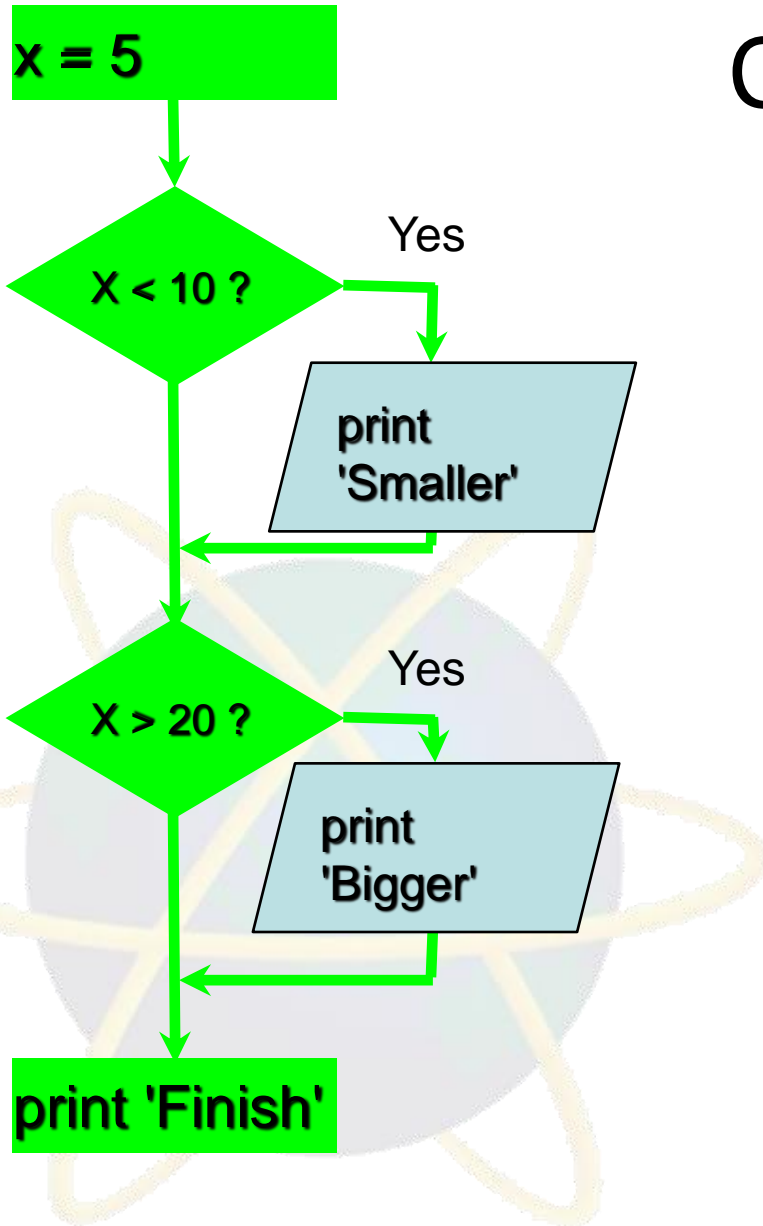 x = 5
X < 10 ?
Yes
print
'Smaller'
X > 20 ?
Yes
print
'Bigger'
print 'Finish'